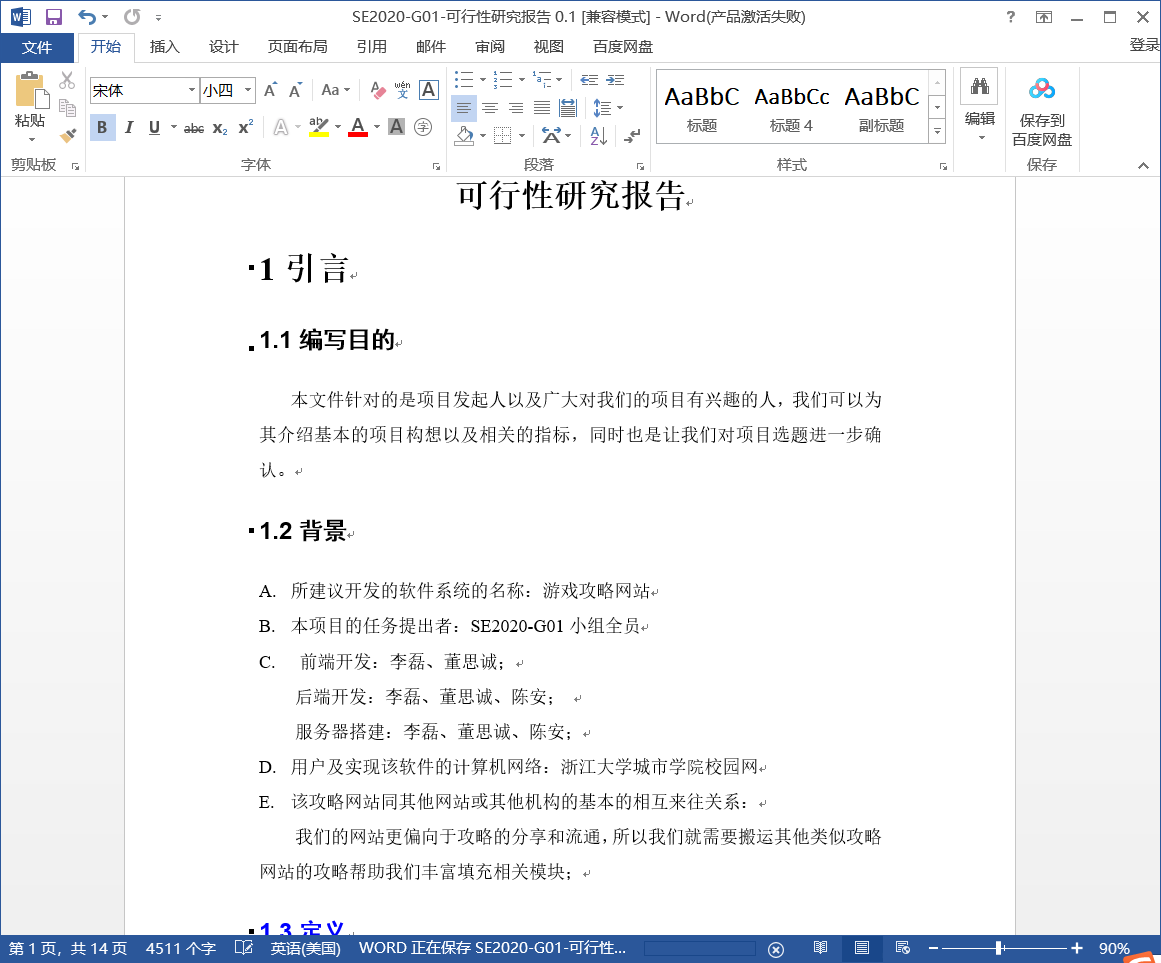 SE2020-G01-可行性研究报告 0.1 [兼容模式] - Word(产品激活失败)
文件 开始 插入 设计 页面布局 引用 邮件 审阅 视图 百度网盘 登录
粘贴
剪贴板
宋体 小四
字体
段落
AaBbC AaBbCc AaBbC
标题 标题 4 副标题
样式
编辑
保存到
百度网盘
保存
可行性研究报告
1 引言
1.1 编写目的
本文件针对的是项目发起人以及广大对我们的项目有兴趣的人，我们可以为
其介绍基本的项目构想以及相关的指标，同时也是让我们对项目选题进一步确
认。
1.2 背景
A. 所建议开发的软件系统的名称：游戏攻略网站
B. 本项目的任务提出者：SE2020-G01 小组全员
C. 前端开发：李磊、董思诚；
后端开发：李磊、董思诚、陈安；
服务器搭建：李磊、董思诚、陈安；
D. 用户及实现该软件的计算机网络：浙江大学城市学院校园网
E. 该攻略网站同其他网站或其他机构的基本的相互来往关系：
我们的网站更偏向于攻略的分享和流通，所以我们就需要搬运其他类似攻略
网站的攻略帮助我们丰富填充相关模块；
1.3 定义
第 1 页，共 14 页 4511 个字 英语(美国) WORD 正在保存 SE2020-G01-可行性... 90%